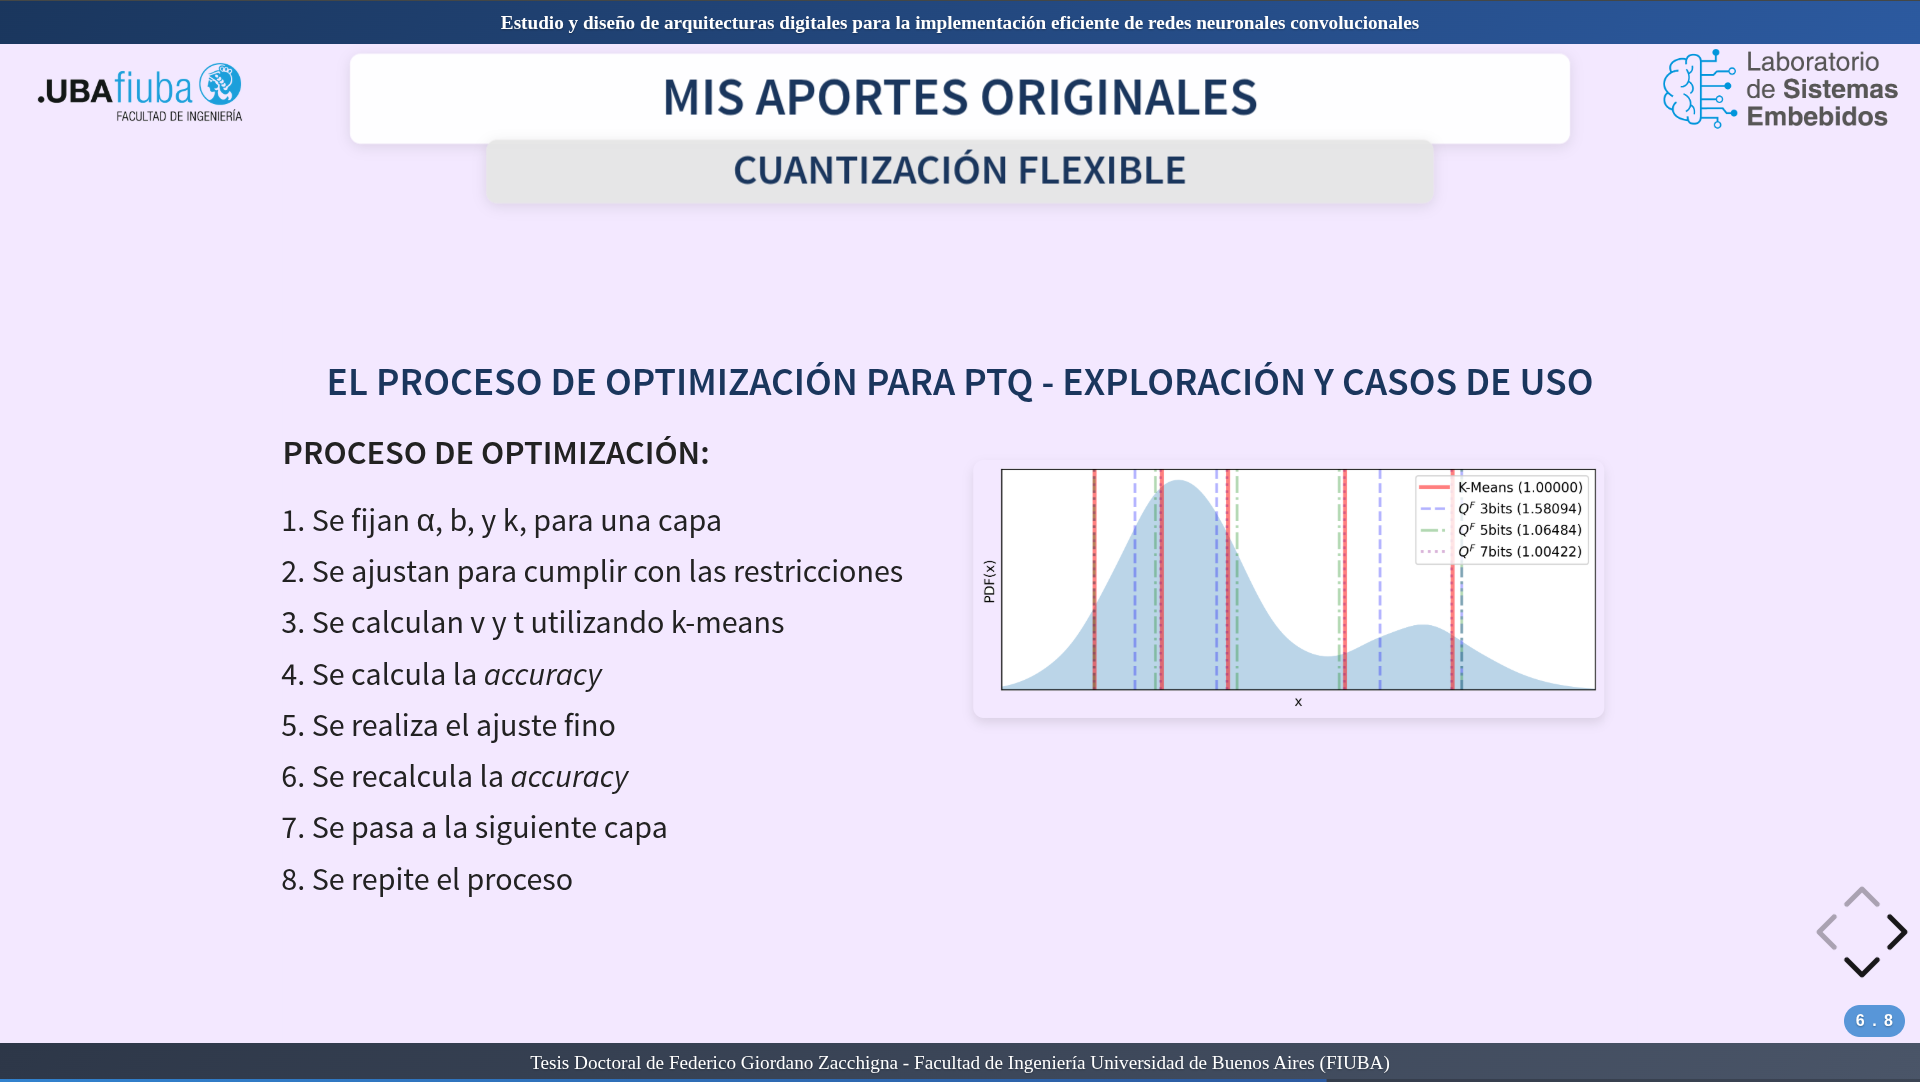 Estudio y diseño de arquitecturas digitales para la implementación eficiente de redes neuronales convolucionales
.UBAfiuba
FACULTAD DE INGENIERÍA
MIS APORTES ORIGINALES
CUANTIZACIÓN FLEXIBLE
Laboratorio
de Sistemas
Embebidos
EL PROCESO DE OPTIMIZACIÓN PARA PTQ - EXPLORACIÓN Y CASOS DE USO
PROCESO DE OPTIMIZACIÓN:
1. Se fijan α, b, y k, para una capa
2. Se ajustan para cumplir con las restricciones
3. Se calculan v y t utilizando k-means
4. Se calcula la accuracy
5. Se realiza el ajuste fino
6. Se recalcula la accuracy
7. Se pasa a la siguiente capa
8. Se repite el proceso
K-Means (1.00000)
Q^F 3bits (1.58094)
Q^F 5bits (1.06484)
Q^F 7bits (1.00422)
PDF(x)
x
6 . 8
Tesis Doctoral de Federico Giordano Zacchigna - Facultad de Ingeniería Universidad de Buenos Aires (FIUBA)